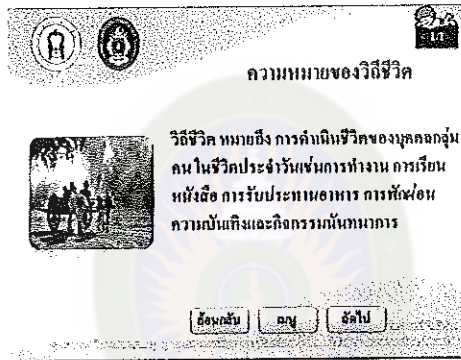 1.1
ความหมายของวิถีชีวิต
วิถีชีวิต หมายถึง การดำเนินชีวิตของบุคคลกลุ่ม
คน ในชีวิตประจำวันเช่นการทำงาน การเรียน
หนังสือ การรับประทานอาหาร การพักผ่อน
ความบันเทิงและกิจกรรมนันทนาการ
ย้อนกลับ
เมนู
ถัดไป